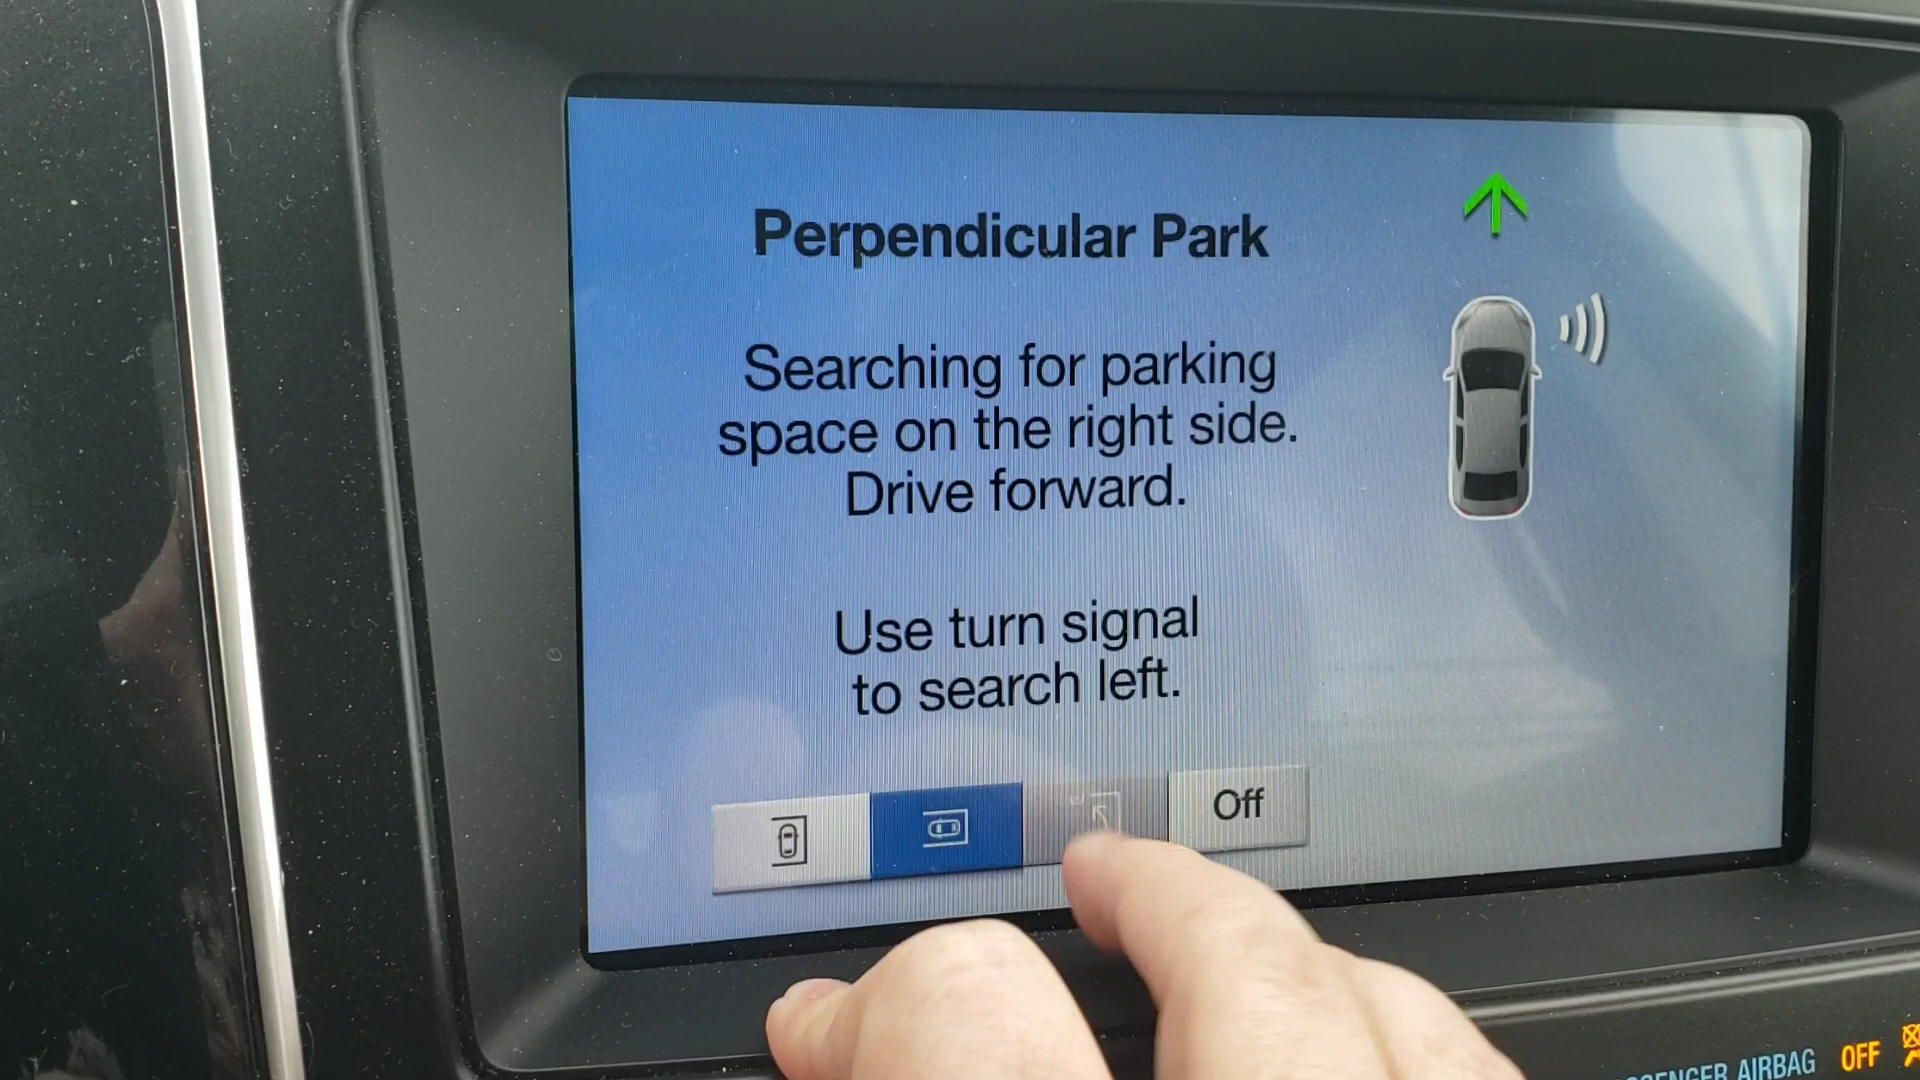 Perpendicular Park
Searching for parking
space on the right side.
Drive forward.
Use turn signal
to search left.
Off
AIRBAG OFF